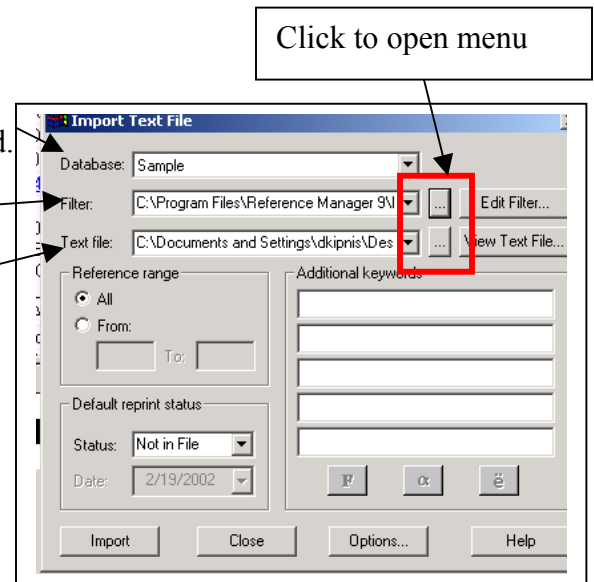 Click to open menu
d.
Import Text File
Database: Sample
Filter: C:\Program Files\Reference Manager 9\ ... Edit Filter...
Text file: C:\Documents and Settings\dkipnis\Des ... View Text File...
Reference range
Additional keywords
All
From:
To:
Default reprint status
Status: Not in File
Date: 2/19/2002
F α ë
Import Close Options... Help